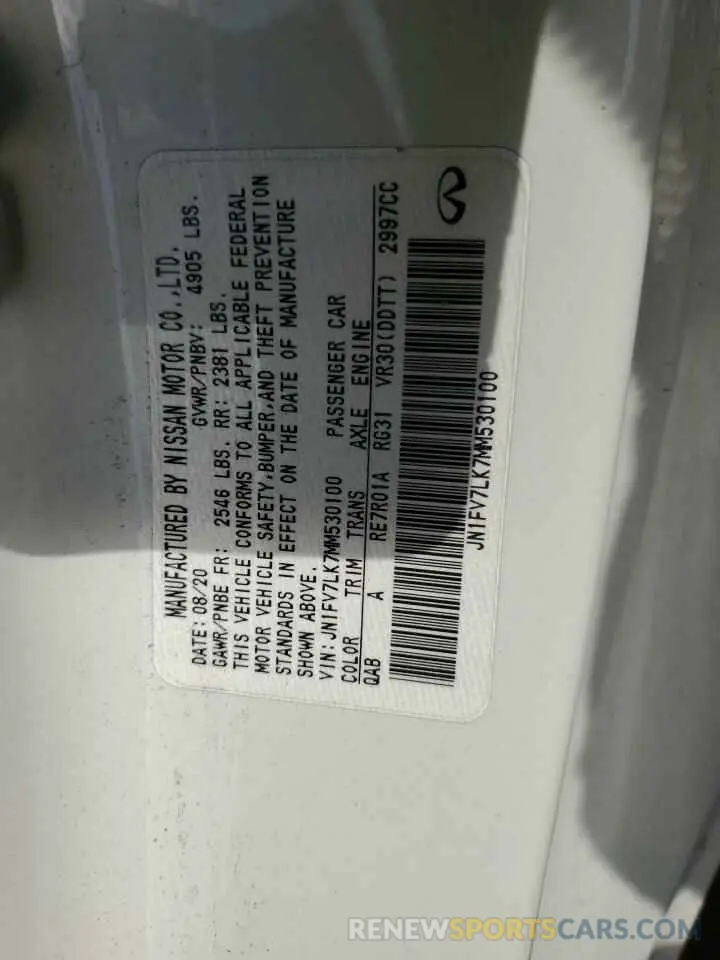 MANUFACTURED BY NISSAN MOTOR CO.,LTD.
DATE: 08/20 GVWR/PNBV: 4905 LBS.
GAWR/PNBE FR: 2546 LBS. RR: 2381 LBS.
THIS VEHICLE CONFORMS TO ALL APPLICABLE FEDERAL
MOTOR VEHICLE SAFETY,BUMPER,AND THEFT PREVENTION
STANDARDS IN EFFECT ON THE DATE OF MANUFACTURE
SHOWN ABOVE.
VIN: JN1FV7LK7MM530100 PASSENGER CAR
COLOR TRIM TRANS AXLE ENGINE
QAB A RE7R01A RG31 VR30(DDTT) 2997CC
JN1FV7LK7MM530100
RENEWSPORTSCARS.COM